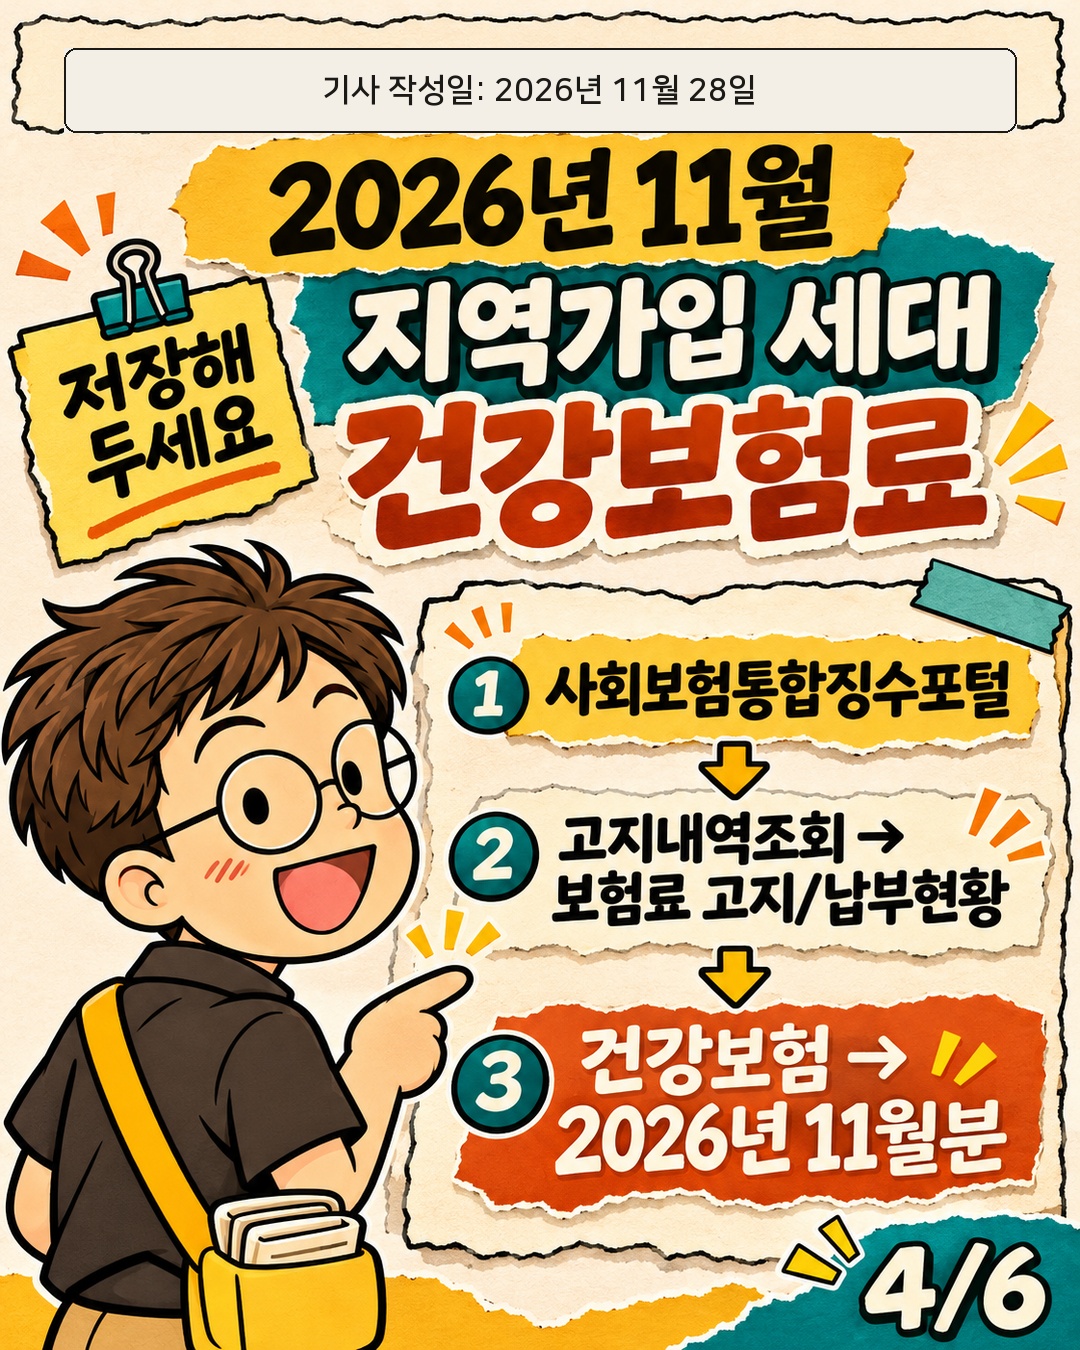 기사 작성일: 2026년 11월 28일
2026년 11월
지역가입 세대
건강보험료
저장해
두세요
1 사회보험통합징수포털
2 고지내역조회 →
보험료 고지/납부현황
3 건강보험 →
2026년 11월분
4/6